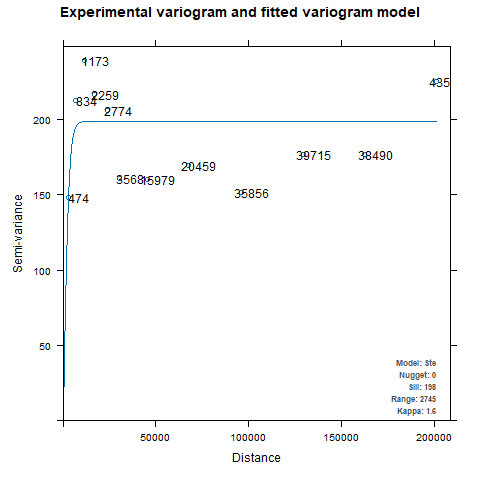 Experimental variogram and fitted variogram model
1173
485
2259
834
2774
200
39715
38490
20459
3568
15979
35856
150
474
Semi-variance
100
50
Model: Ste
Nugget: 0
Sill: 198
Range: 2745
Kappa: 1.6
50000
100000
150000
200000
Distance